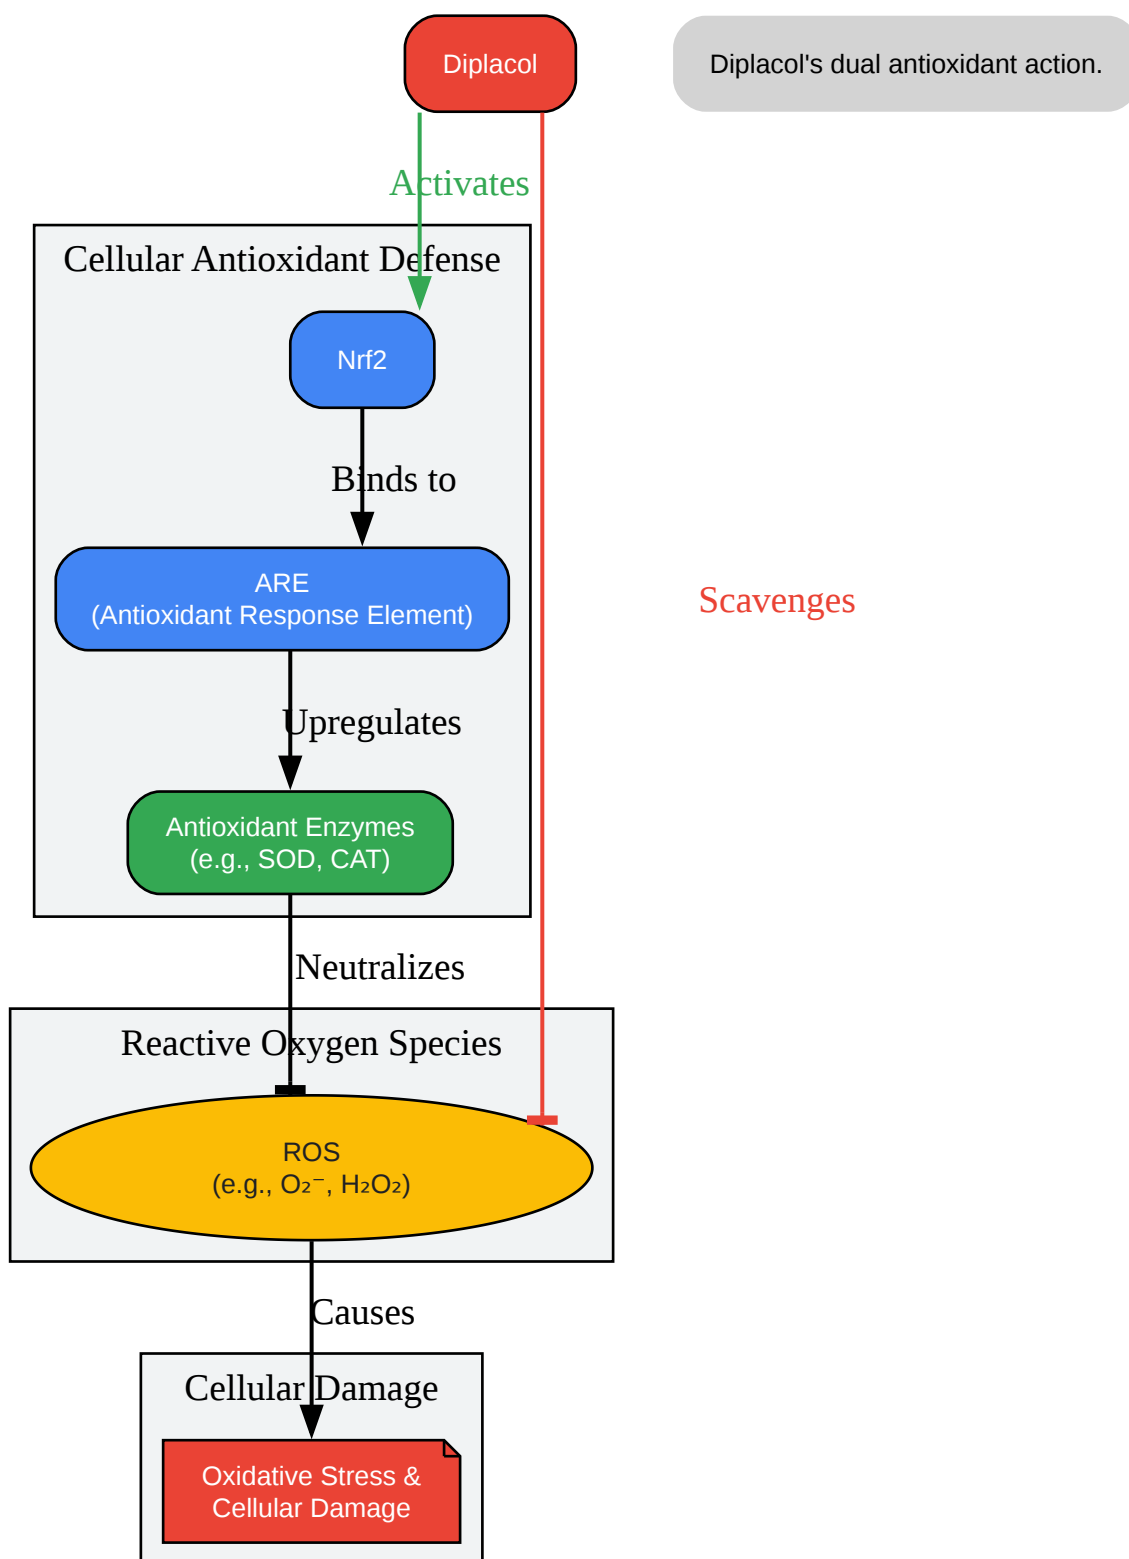 Diplacol
Diplacol's dual antioxidant action.
Activates
Cellular Antioxidant Defense
Nrf2
Binds to
ARE
(Antioxidant Response Element)
Scavenges
Upregulates
Antioxidant Enzymes
(e.g., SOD, CAT)
Neutralizes
Reactive Oxygen Species
ROS
(e.g., O₂⁻, H₂O₂)
Causes
Cellular Damage
Oxidative Stress &
Cellular Damage